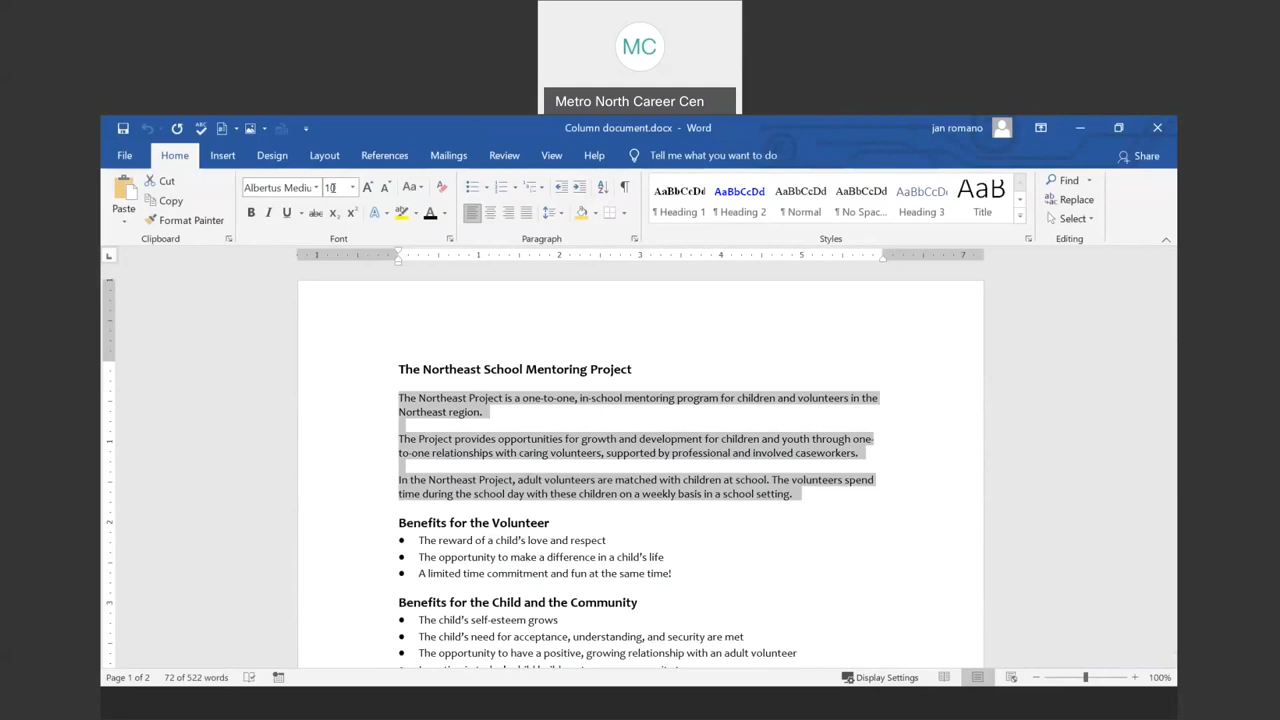 MC
Metro North Career Cen
Column document.docx - Word
jan romano
File Home Insert Design Layout References Mailings Review View Help Tell me what you want to do Share
Paste
Cut
Copy
Format Painter
Clipboard
Albertus Mediu 10
Font
Paragraph
AaBbCcDd AaBbCcDd AaBbCcDd AaBbCcDd AaBbCcDd AaB
¶ Heading 1 ¶ Heading 2 ¶ Normal ¶ No Spac... Heading 3 Title
Styles
Find
Replace
Select
Editing
1 1 2 3 4 5 7
The Northeast School Mentoring Project
The Northeast Project is a one-to-one, in-school mentoring program for children and volunteers in the
Northeast region.
The Project provides opportunities for growth and development for children and youth through one-
to-one relationships with caring volunteers, supported by professional and involved caseworkers.
In the Northeast Project, adult volunteers are matched with children at school. The volunteers spend
time during the school day with these children on a weekly basis in a school setting.
Benefits for the Volunteer
● The reward of a child's love and respect
● The opportunity to make a difference in a child's life
● A limited time commitment and fun at the same time!
Benefits for the Child and the Community
● The child's self-esteem grows
● The child's need for acceptance, understanding, and security are met
● The opportunity to have a positive, growing relationship with an adult volunteer
Page 1 of 2 72 of 522 words Display Settings 100%